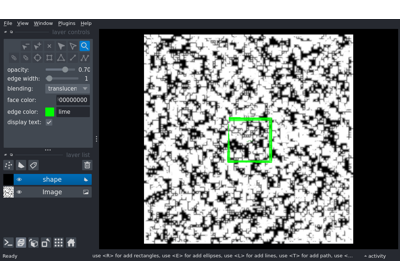 File View Window Plugins Help
layer controls
opacity: 0.70
edge width: 1
blending: translucen
face color: 00000000
edge color: lime
display text:
layer list
shape
Image
Ready
use <R> for add rectangles, use <E> for add ellipses, use <L> for add lines, use <T> for add path, use <... activity